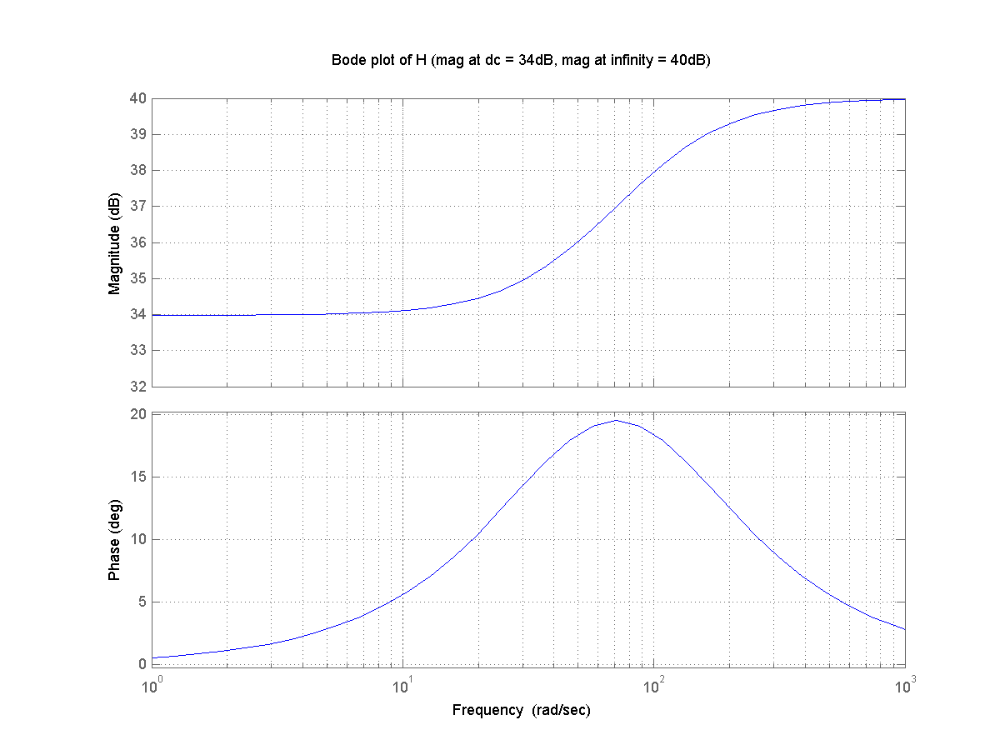 Bode plot of H (mag at dc = 34dB, mag at infinity = 40dB)
40
39
38
37
36
35
34
33
32
Magnitude (dB)
20
15
10
5
0
Phase (deg)
10^0 10^1 10^2 10^3
Frequency (rad/sec)